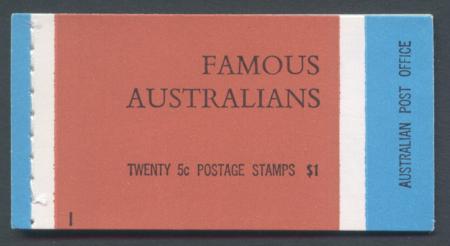 FAMOUS
AUSTRALIANS
TWENTY 5c POSTAGE STAMPS $1
AUSTRALIAN POST OFFICE